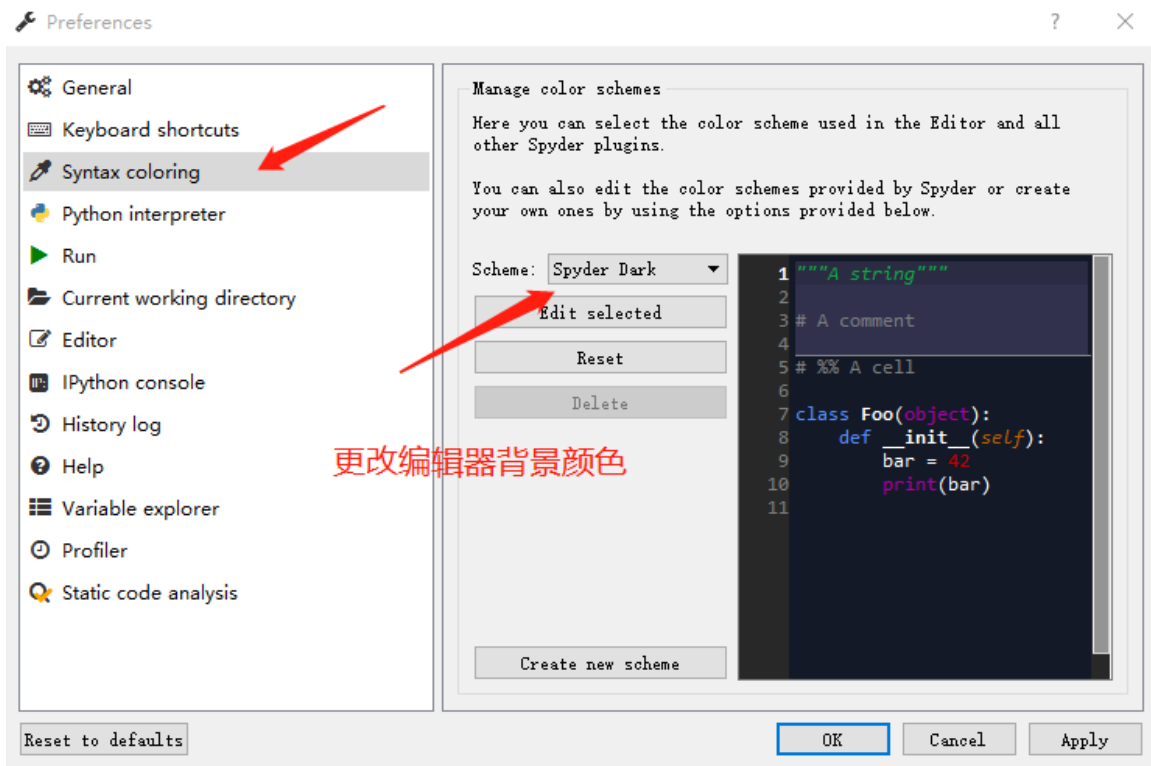 Preferences
General
Keyboard shortcuts
Syntax coloring
Python interpreter
Run
Current working directory
Editor
IPython console
History log
Help
Variable explorer
Profiler
Static code analysis
Manage color schemes
Here you can select the color scheme used in the Editor and all
other Spyder plugins.
You can also edit the color schemes provided by Spyder or create
your own ones by using the options provided below.
Scheme: Spyder Dark
Edit selected
Reset
Delete
更改编辑器背景颜色
Create new scheme
1 """A string"""
2
3 # A comment
4
5 # %% A cell
6
7 class Foo(object):
8     def __init__(self):
9         bar = 42
10         print(bar)
11
Reset to defaults
OK
Cancel
Apply